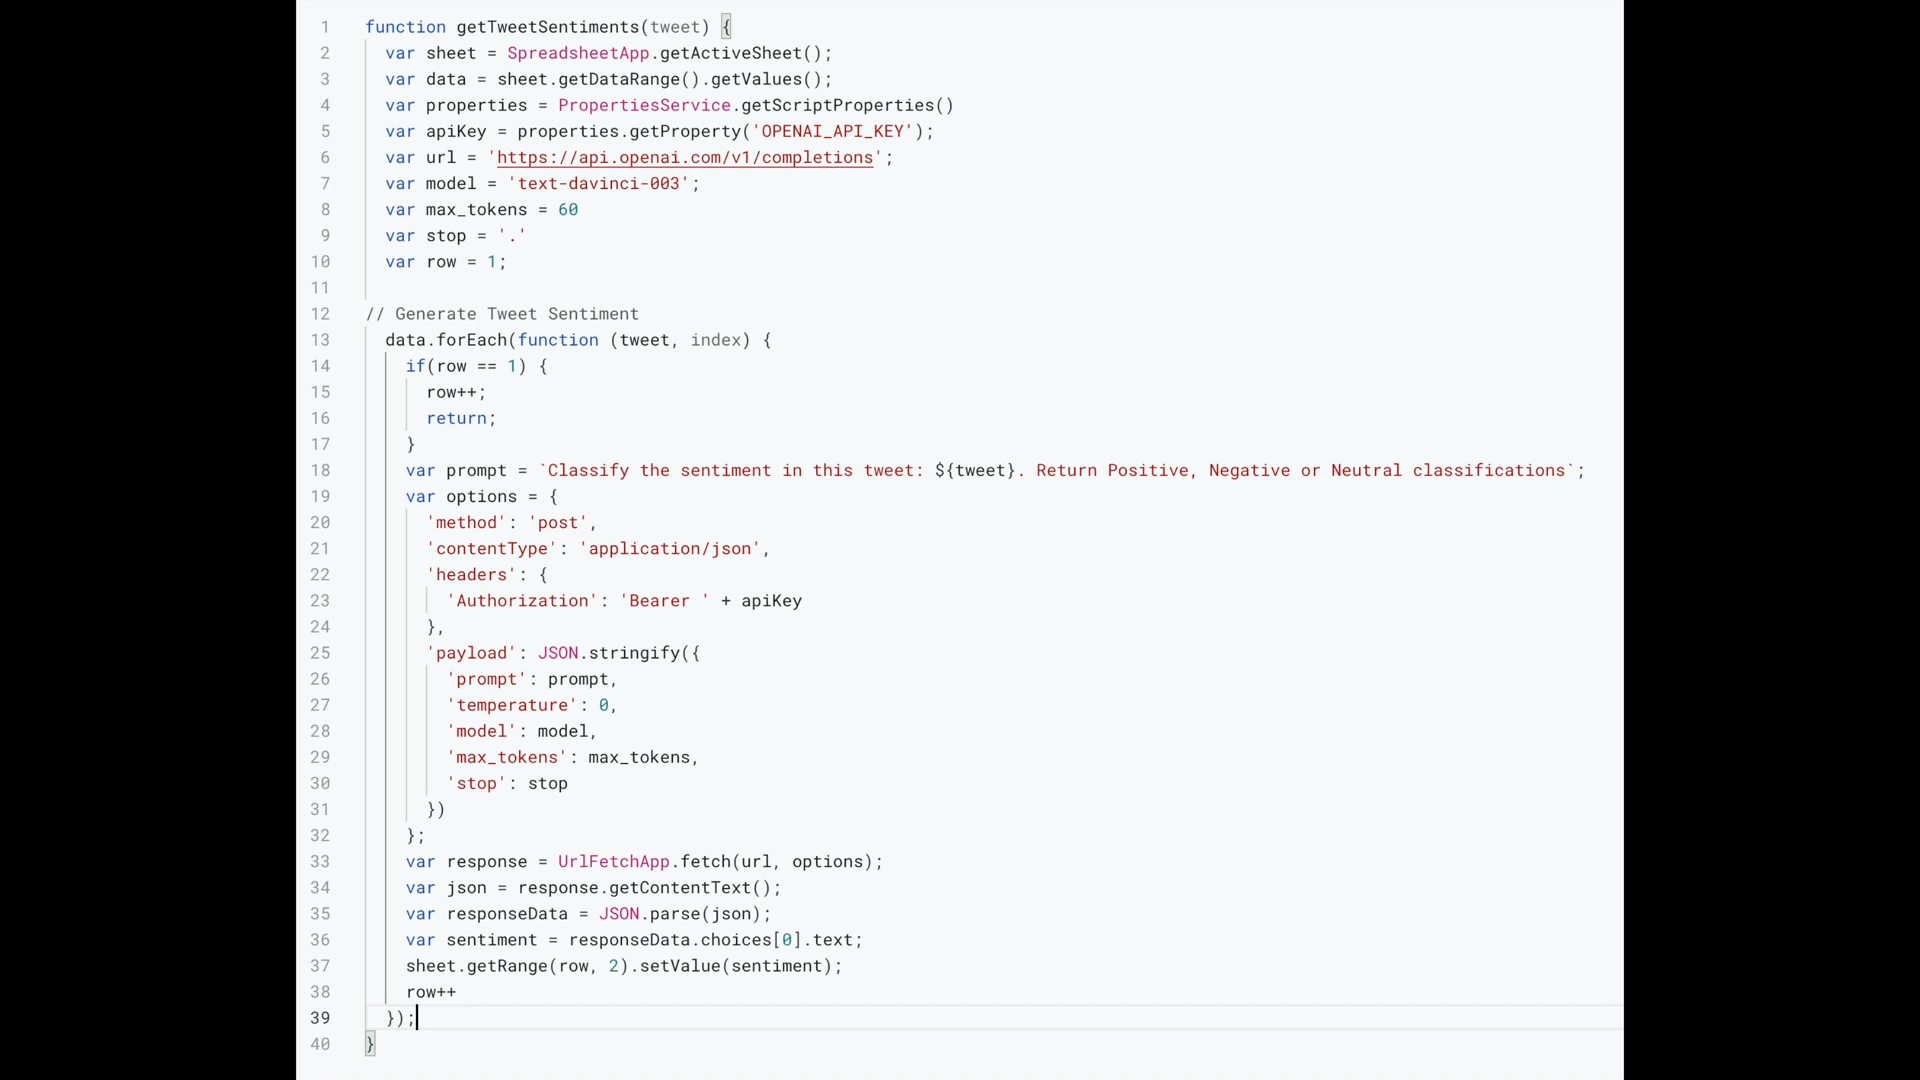 1 function getTweetSentiments(tweet) {
2 var sheet = SpreadsheetApp.getActiveSheet();
3 var data = sheet.getDataRange().getValues();
4 var properties = PropertiesService.getScriptProperties()
5 var apiKey = properties.getProperty('OPENAI_API_KEY');
6 var url = 'https://api.openai.com/v1/completions';
7 var model = 'text-davinci-003';
8 var max_tokens = 60
9 var stop = '.'
10 var row = 1;
11
12 // Generate Tweet Sentiment
13 data.forEach(function (tweet, index) {
14 if(row == 1) {
15 row++;
16 return;
17 }
18 var prompt = `Classify the sentiment in this tweet: ${tweet}. Return Positive, Negative or Neutral classifications`;
19 var options = {
20 'method': 'post',
21 'contentType': 'application/json',
22 'headers': {
23 'Authorization': 'Bearer ' + apiKey
24 },
25 'payload': JSON.stringify({
26 'prompt': prompt,
27 'temperature': 0,
28 'model': model,
29 'max_tokens': max_tokens,
30 'stop': stop
31 })
32 };
33 var response = UrlFetchApp.fetch(url, options);
34 var json = response.getContentText();
35 var responseData = JSON.parse(json);
36 var sentiment = responseData.choices[0].text;
37 sheet.getRange(row, 2).setValue(sentiment);
38 row++
39 });
40 }